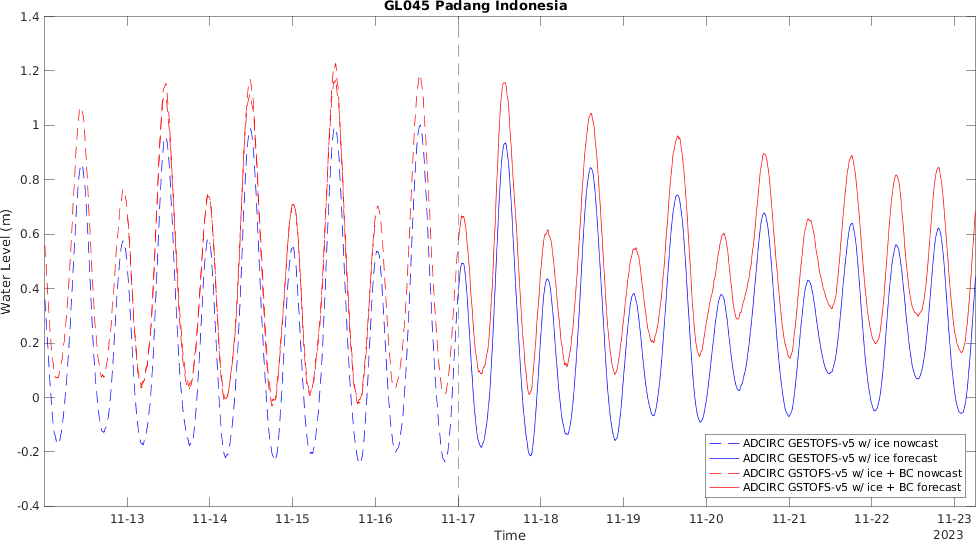 GL045 Padang Indonesia
1.4
1.2
1
0.8
0.6
0.4
0.2
0
-0.2
-0.4
Water Level (m)
ADCIRC GESTOFS-v5 w/ ice nowcast
ADCIRC GESTOFS-v5 w/ ice forecast
ADCIRC GSTOFS-v5 w/ ice + BC nowcast
ADCIRC GSTOFS-v5 w/ ice + BC forecast
11-13 11-14 11-15 11-16 11-17 11-18 11-19 11-20 11-21 11-22 11-23
2023
Time